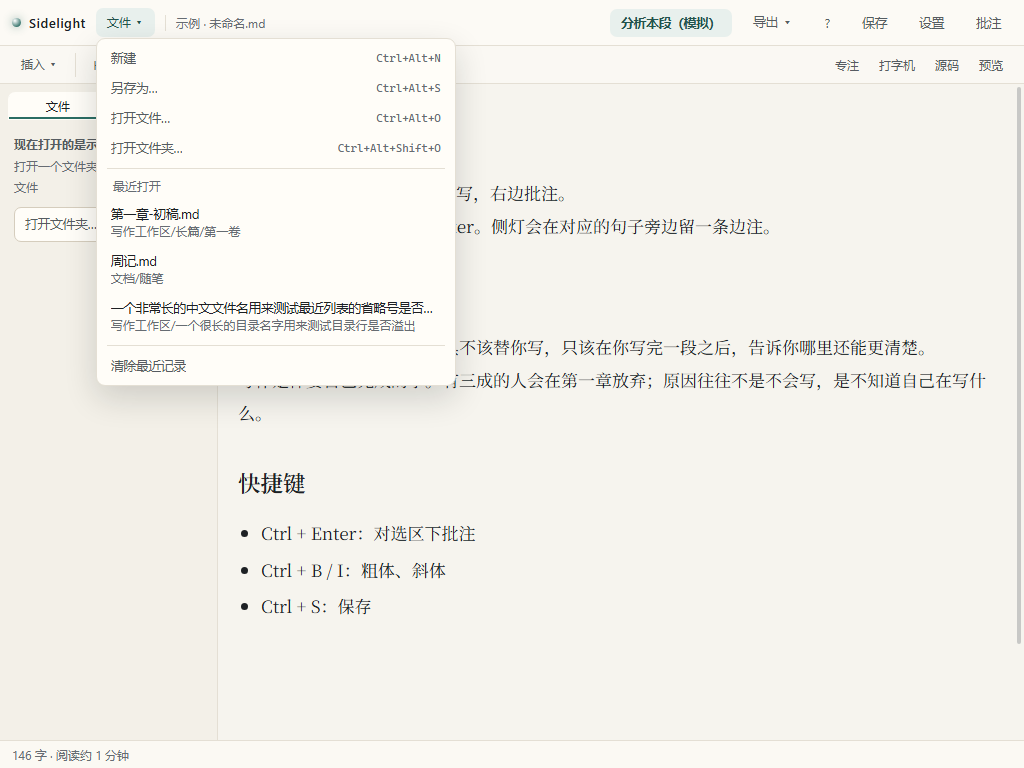 Sidelight 文件 示例 · 未命名.md 分析本段（模拟） 导出 ? 保存 设置 批注
插入 专注 打字机 源码 预览
文件
现在打开的是示
打开一个文件夹
文件
打开文件夹...
新建 Ctrl+Alt+N
另存为... Ctrl+Alt+S
打开文件... Ctrl+Alt+O
打开文件夹... Ctrl+Alt+Shift+O
最近打开
第一章-初稿.md
写作工作区/长篇/第一卷
周记.md
文档/随笔
一个非常长的中文文件名用来测试最近列表的省略号是否...
写作工作区/一个很长的目录名字用来测试目录行是否溢出
清除最近记录
写，右边批注。
er。侧灯会在对应的句子旁边留一条边注。
不该替你写，只该在你写完一段之后，告诉你哪里还能更清楚。
三成的人会在第一章放弃；原因往往不是不会写，是不知道自己在写什
么。
快捷键
Ctrl + Enter：对选区下批注
Ctrl + B / I：粗体、斜体
Ctrl + S：保存
146 字 · 阅读约 1 分钟